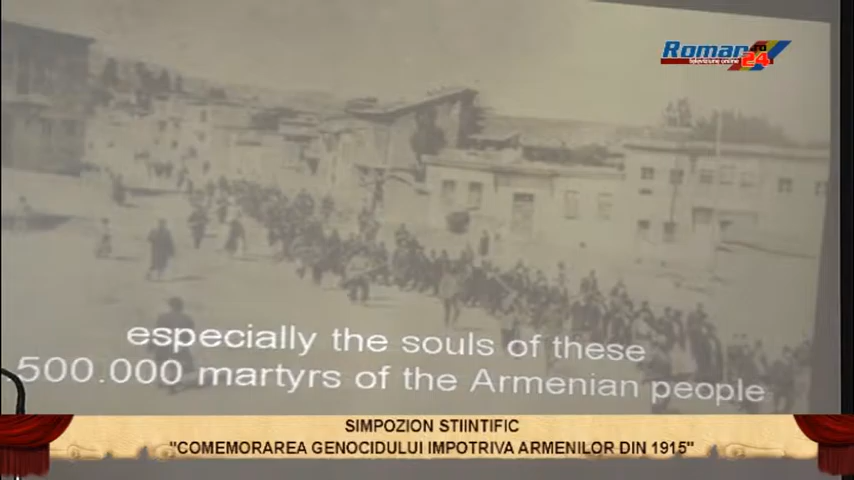 Roman.ro
24
televiziune online
especially the souls of these
.500.000 martyrs of the Armenian people
SIMPOZION STIINTIFIC
"COMEMORAREA GENOCIDULUI IMPOTRIVA ARMENILOR DIN 1915"